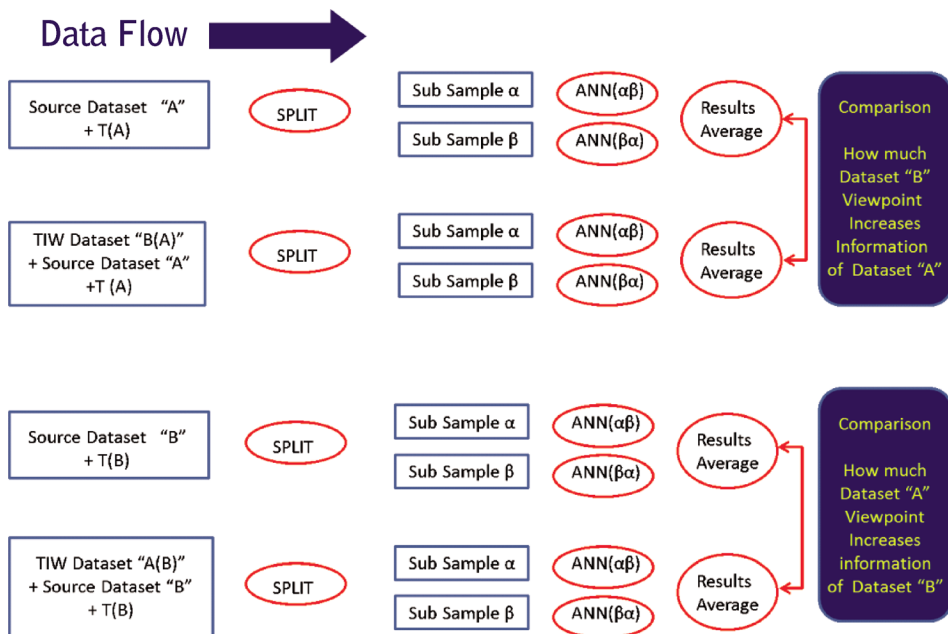 Data Flow
Source Dataset "A"
+ T(A)
SPLIT
Sub Sample α
Sub Sample β
ANN(αβ)
ANN(βα)
Results
Average
TIW Dataset "B(A)"
+ Source Dataset "A"
+T (A)
SPLIT
Sub Sample α
Sub Sample β
ANN(αβ)
ANN(βα)
Results
Average
Comparison
How much
Dataset "B"
Viewpoint
Increases
Information
of Dataset "A"
Source Dataset "B"
+ T(B)
SPLIT
Sub Sample α
Sub Sample β
ANN(αβ)
ANN(βα)
Results
Average
TIW Dataset "A(B)"
+ Source Dataset "B"
+ T(B)
SPLIT
Sub Sample α
Sub Sample β
ANN(αβ)
ANN(βα)
Results
Average
Comparison
How much
Dataset "A"
Viewpoint
Increases
information
of Dataset "B"